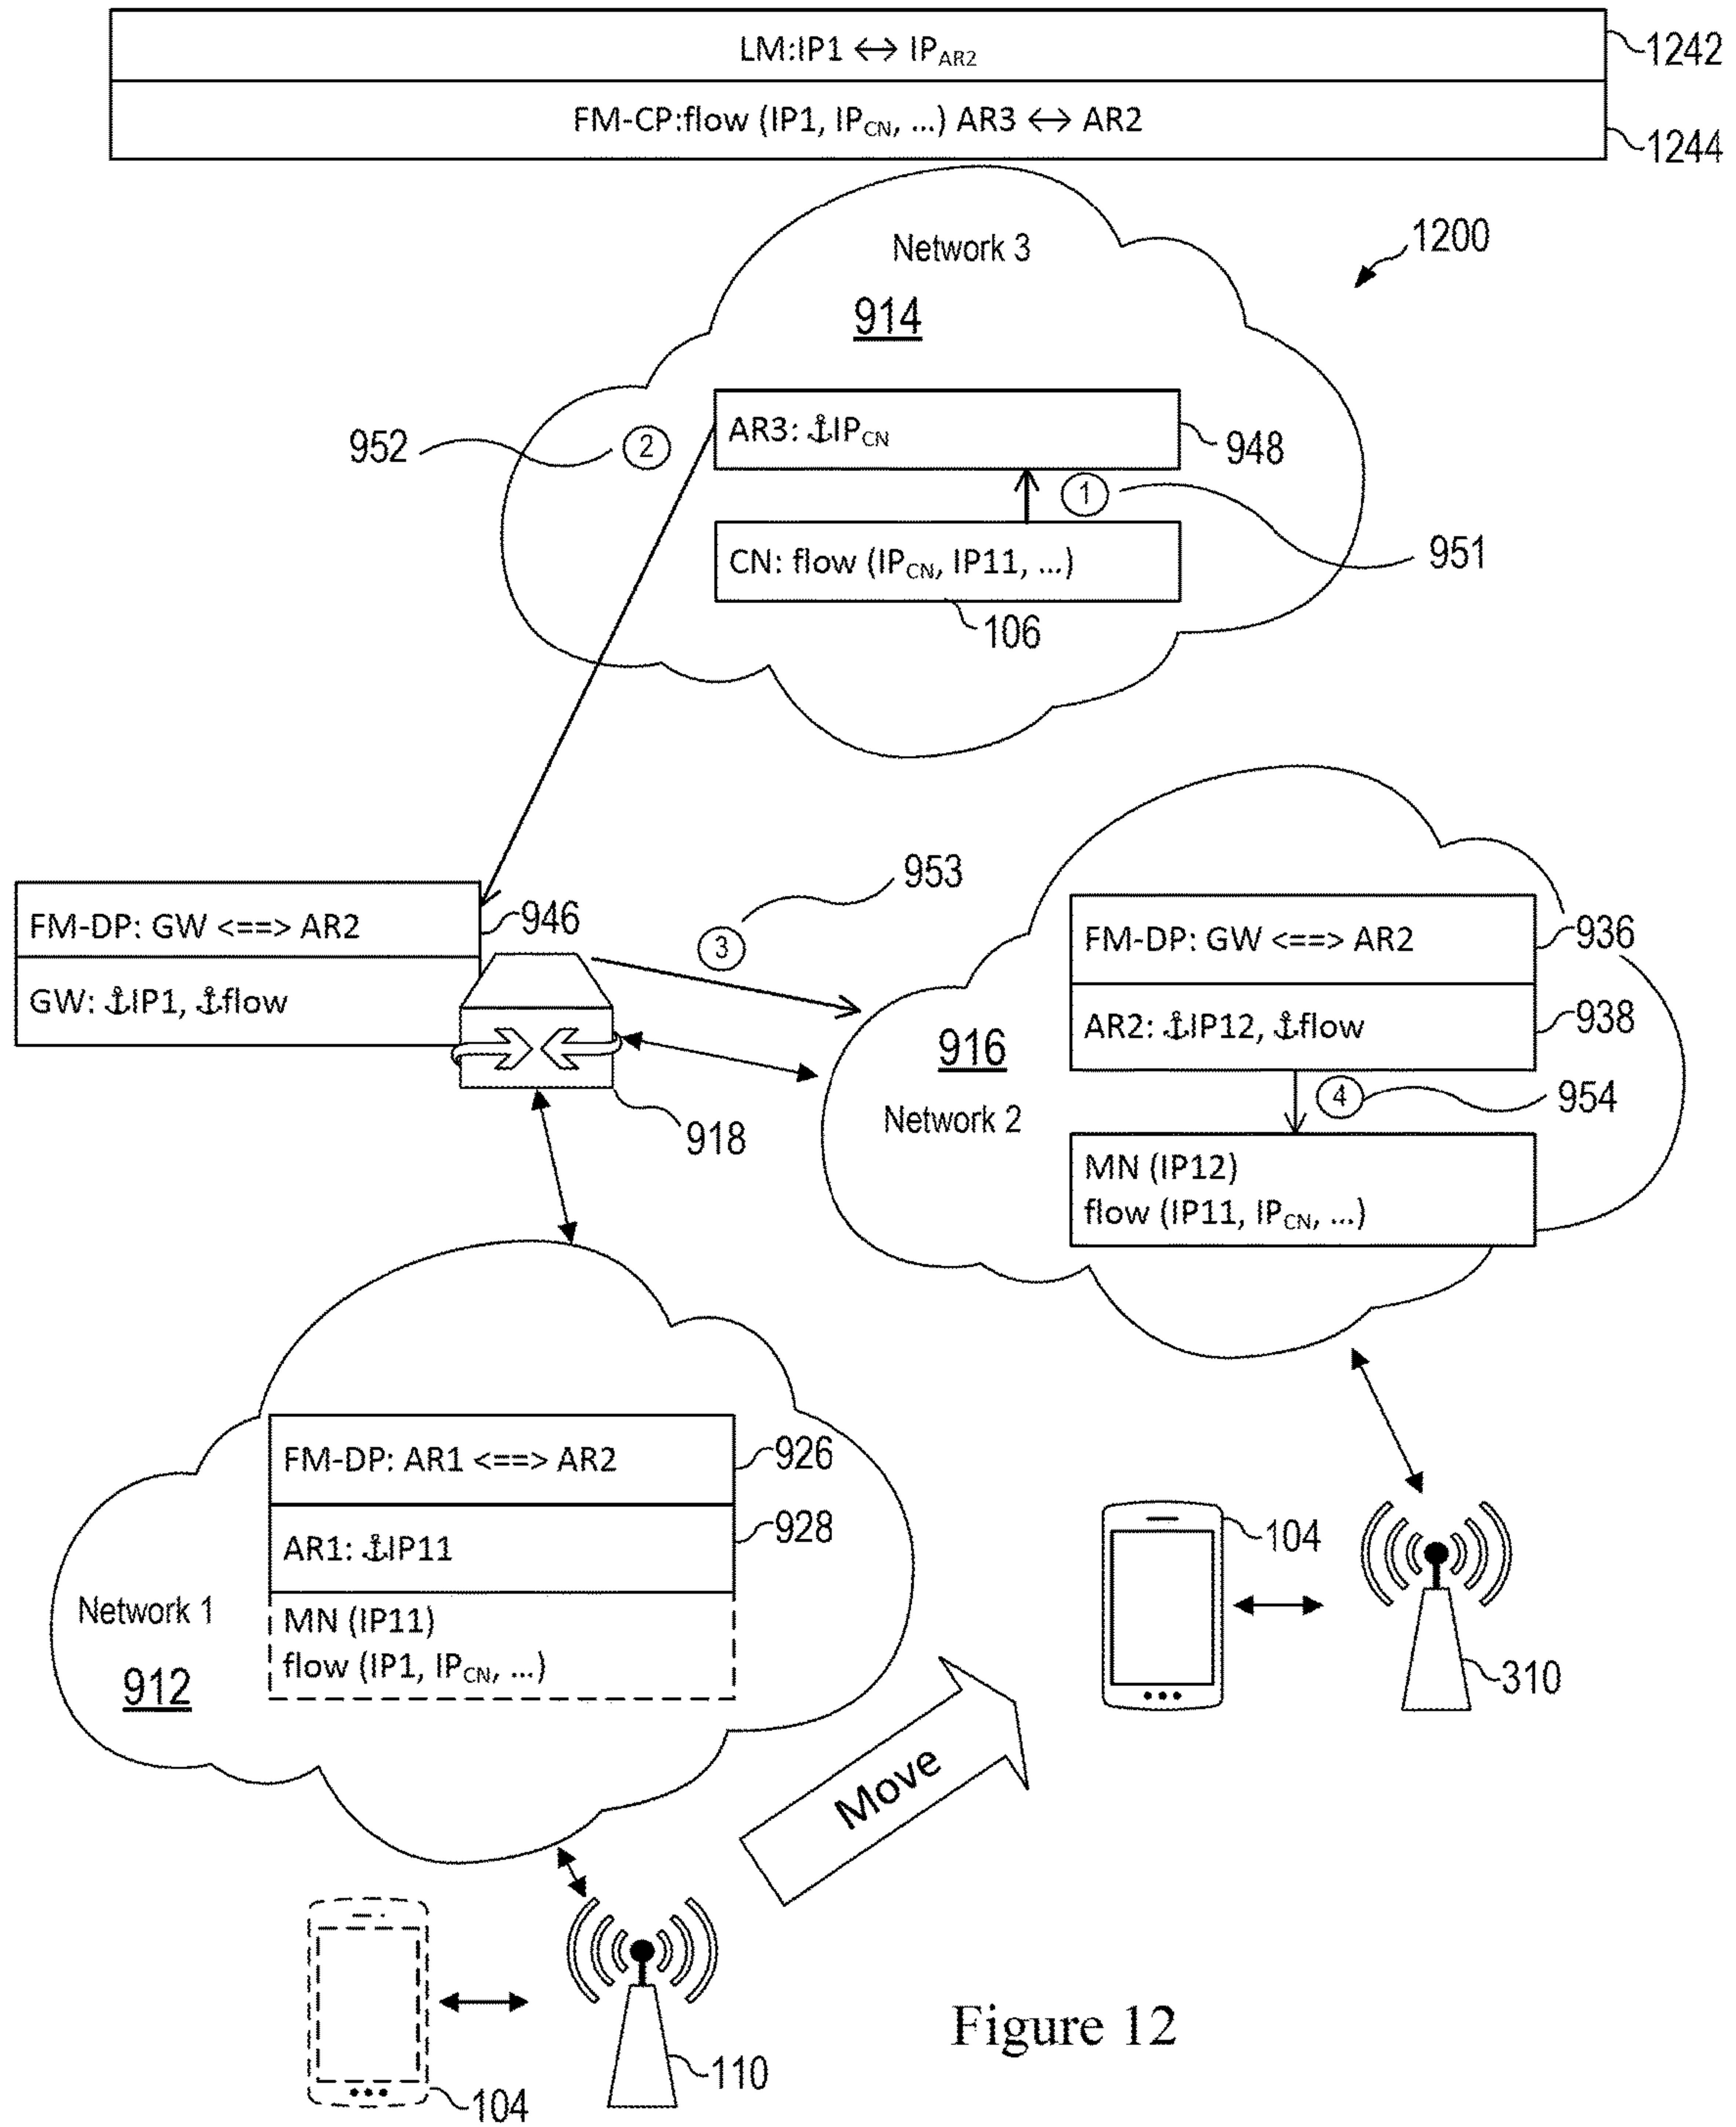 LM:IP1 ↔ IPAR2
1242
FM-CP:flow (IP1, IPCN, ...) AR3 ↔ AR2
1244
Network 3
914
1200
952
2
AR3: ⚓IPCN
948
1
951
CN: flow (IPCN, IP11, ...)
106
953
3
FM-DP: GW <==> AR2
946
GW: ⚓IP1, ⚓flow
918
FM-DP: GW <==> AR2
936
AR2: ⚓IP12, ⚓flow
938
916
Network 2
4
954
MN (IP12)
flow (IP11, IPCN, ...)
FM-DP: AR1 <==> AR2
926
AR1: ⚓IP11
928
Network 1
912
MN (IP11)
flow (IP1, IPCN, ...)
104
310
Move
110
104
Figure 12